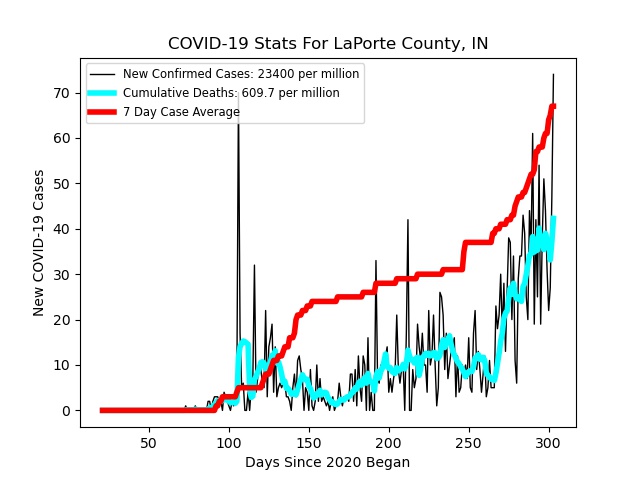 COVID-19 Stats For LaPorte County, IN
New Confirmed Cases: 23400 per million
Cumulative Deaths: 609.7 per million
7 Day Case Average
New COVID-19 Cases
70
60
50
40
30
20
10
0
50 100 150 200 250 300
Days Since 2020 Began